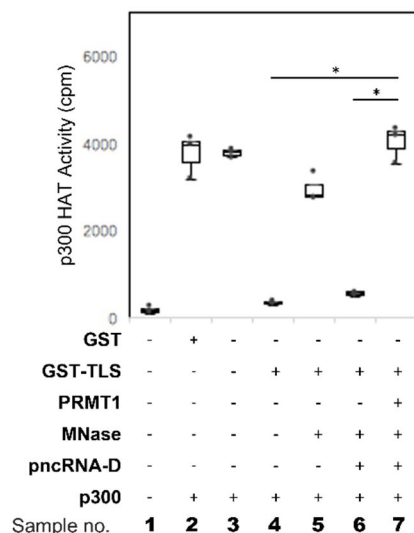 6000
4000
2000
0
p300 HAT Activity (cpm)
*
*
GST - + - - - - -
GST-TLS - - - + + + +
PRMT1 - - - - - - +
MNase - - - - + + +
pncRNA-D - - - - - + +
p300 - + + + + + +
Sample no. 1 2 3 4 5 6 7